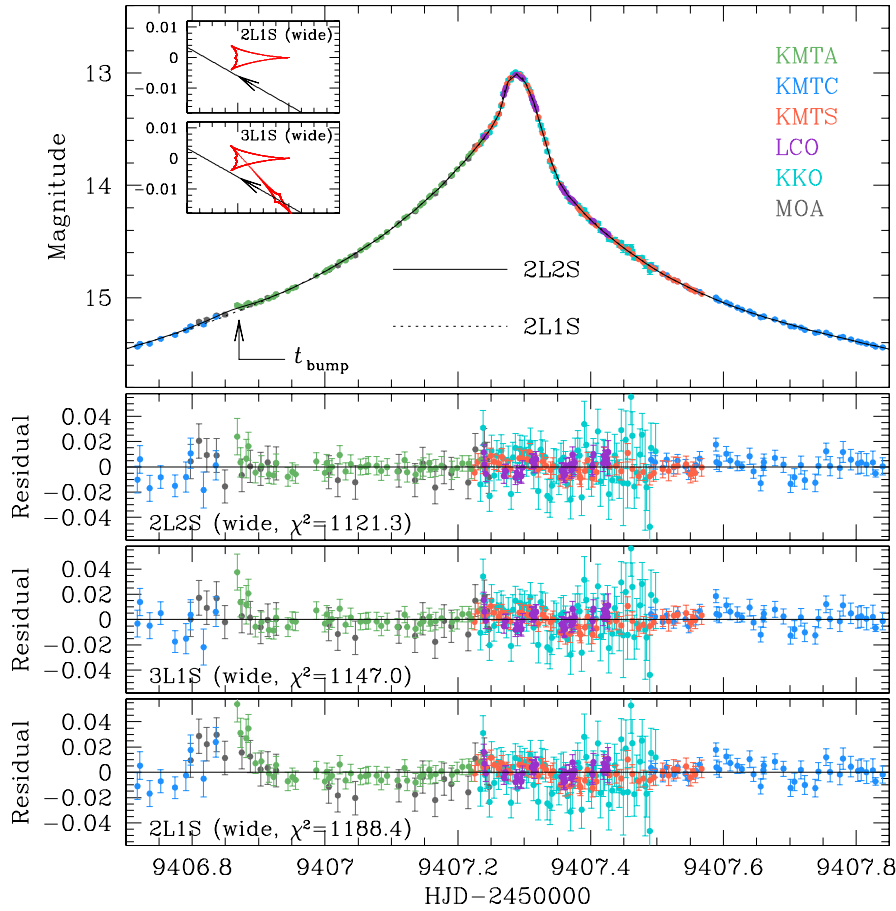 2L1S (wide)
0.01
0
-0.01
3L1S (wide)
0.01
0
-0.01
KMTA
KMTC
KMTS
LCO
KKO
MOA
Magnitude
13
14
15
2L2S
2L1S
t bump
Residual
0.04
0.02
0
-0.02
-0.04
2L2S (wide, χ²=1121.3)
Residual
0.04
0.02
0
-0.02
-0.04
3L1S (wide, χ²=1147.0)
Residual
0.04
0.02
0
-0.02
-0.04
2L1S (wide, χ²=1188.4)
9406.8 9407 9407.2 9407.4 9407.6 9407.8
HJD-2450000